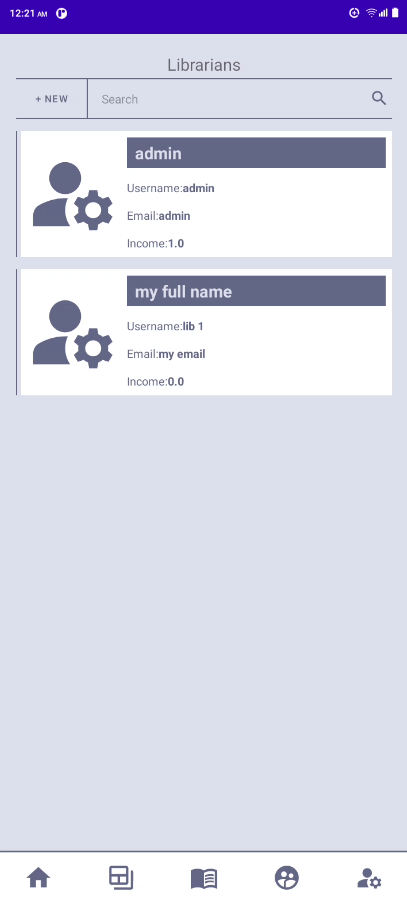 12:21 AM
Librarians
+ NEW
Search
admin
Username:admin
Email:admin
Income:1.0
my full name
Username:lib 1
Email:my email
Income:0.0